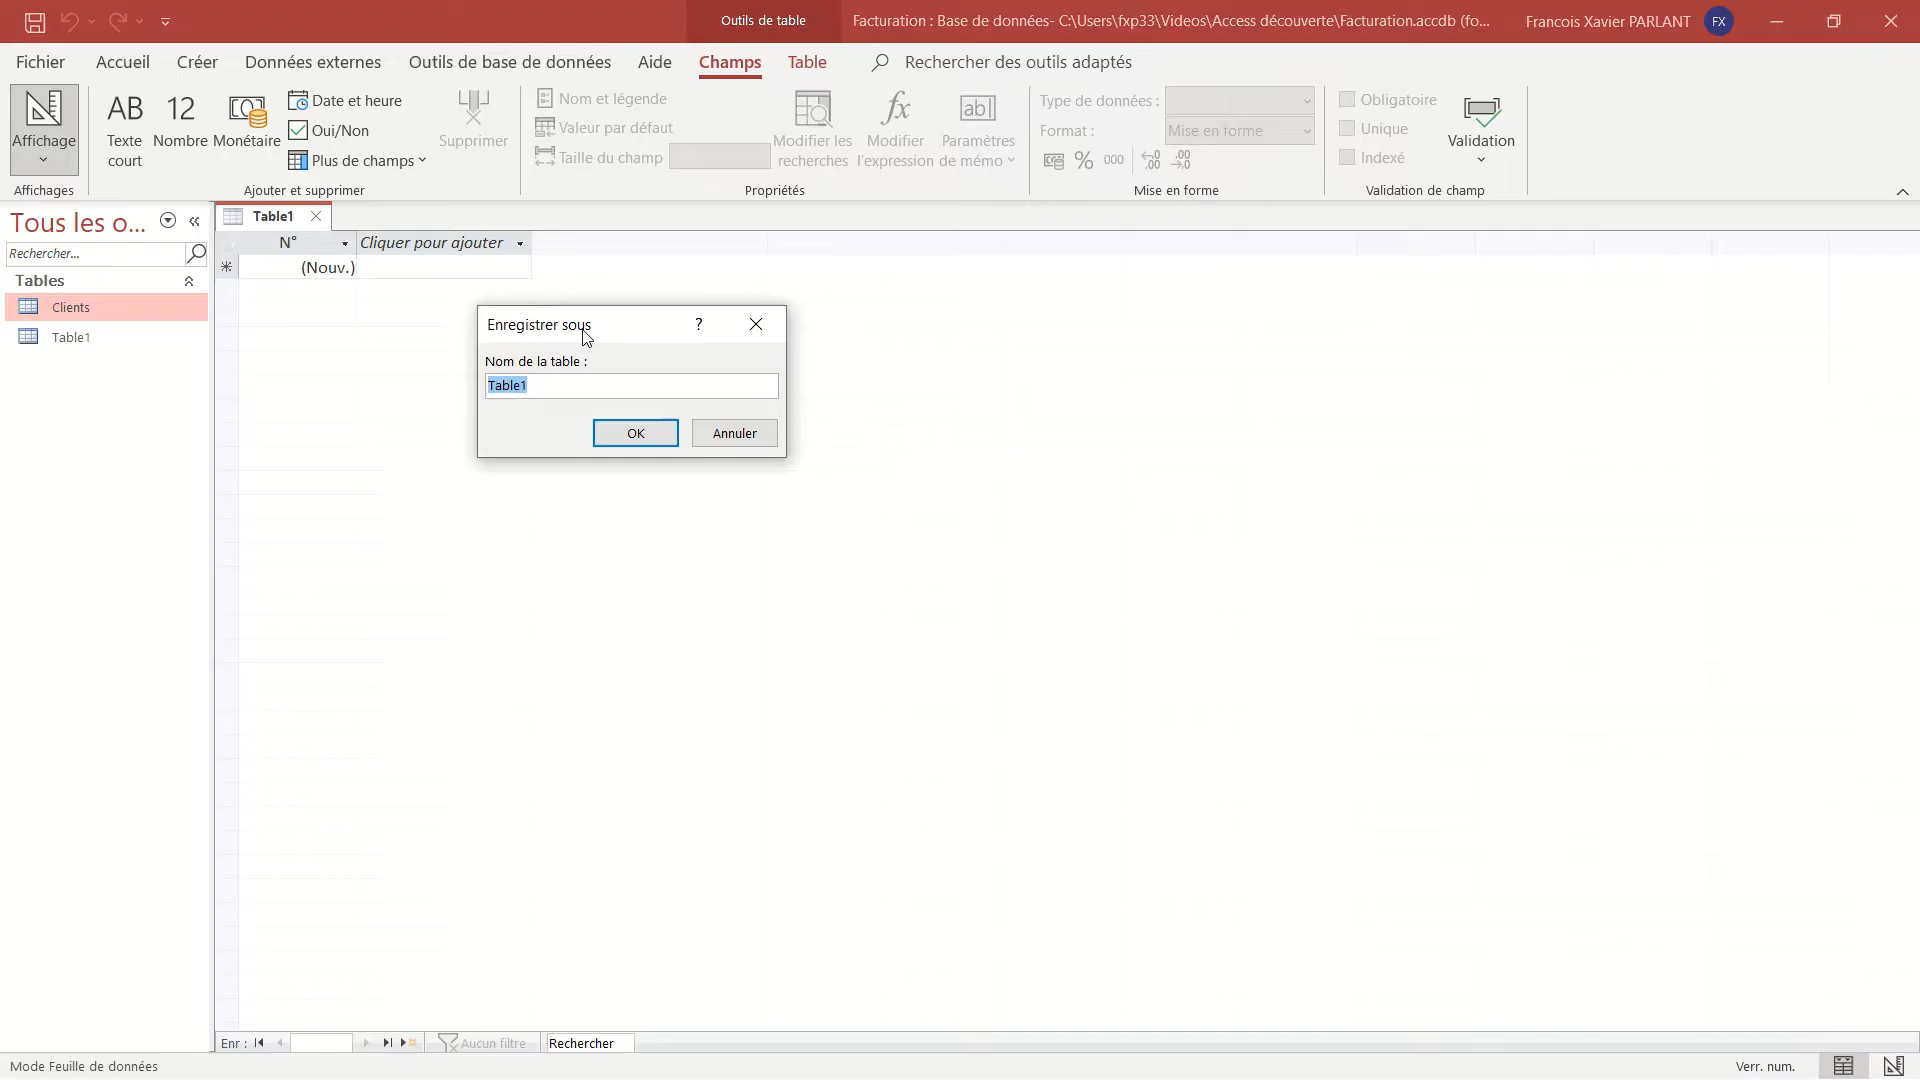 Outils de table
Facturation : Base de données- C:\Users\fxp33\Videos\Access découverte\Facturation.accdb (fo...
Francois Xavier PARLANT
FX
Fichier
Accueil
Créer
Données externes
Outils de base de données
Aide
Champs
Table
Rechercher des outils adaptés
Affichage
Affichages
AB
Texte
court
12
Nombre
Monétaire
Date et heure
Oui/Non
Plus de champs
Supprimer
Ajouter et supprimer
Nom et légende
Valeur par défaut
Taille du champ
Modifier les
recherches
fx
Modifier
l'expression
ab|
Paramètres
de mémo
Propriétés
Type de données :
Format :
Mise en forme
%
000
Mise en forme
Obligatoire
Unique
Indexé
Validation
Validation de champ
Tous les o...
Rechercher...
Tables
Clients
Table1
Table1
N°
Cliquer pour ajouter
(Nouv.)
Enregistrer sous
?
Nom de la table :
Table1
OK
Annuler
Enr :
Aucun filtre
Rechercher
Mode Feuille de données
Verr. num.